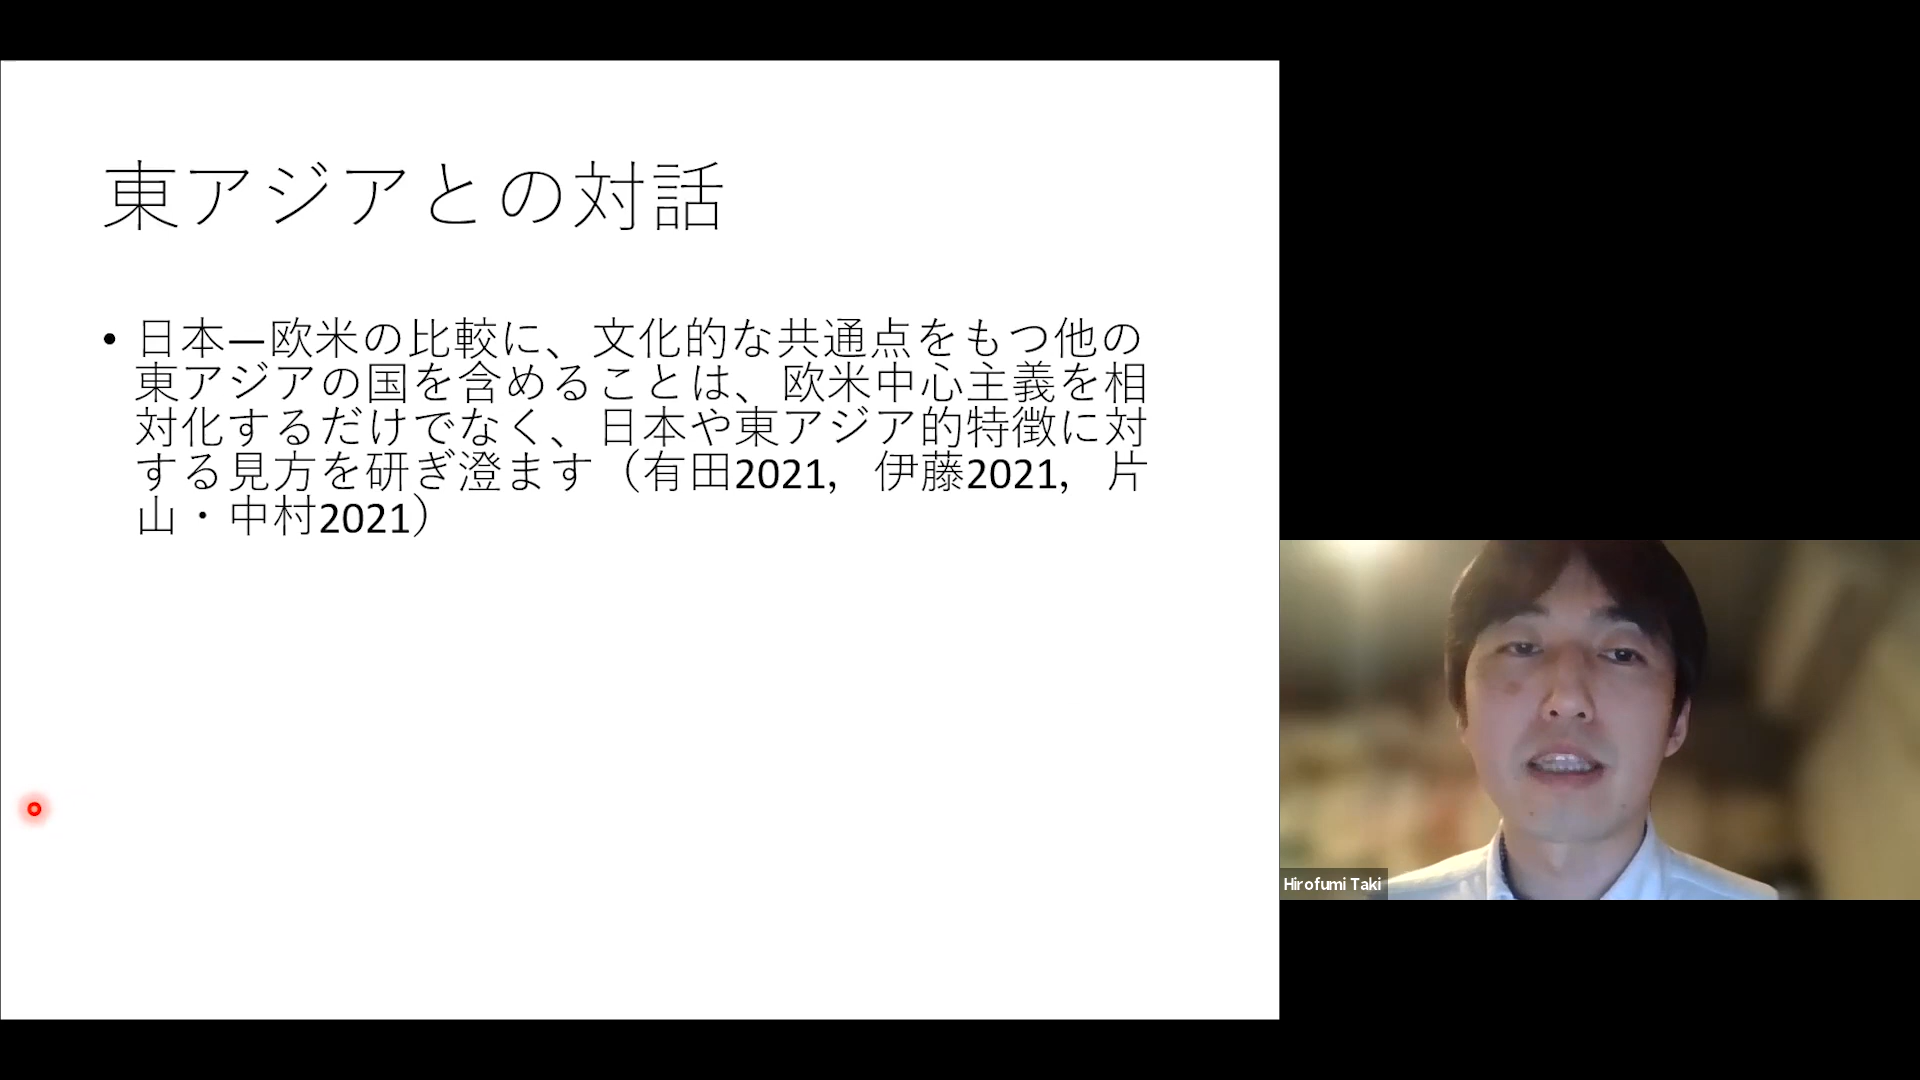 東アジアとの対話
• 日本―欧米の比較に、文化的な共通点をもつ他の
東アジアの国を含めることは、欧米中心主義を相
対化するだけでなく、日本や東アジア的特徴に対
する見方を研ぎ澄ます（有田2021，伊藤2021，片
山・中村2021）
Hirofumi Taki